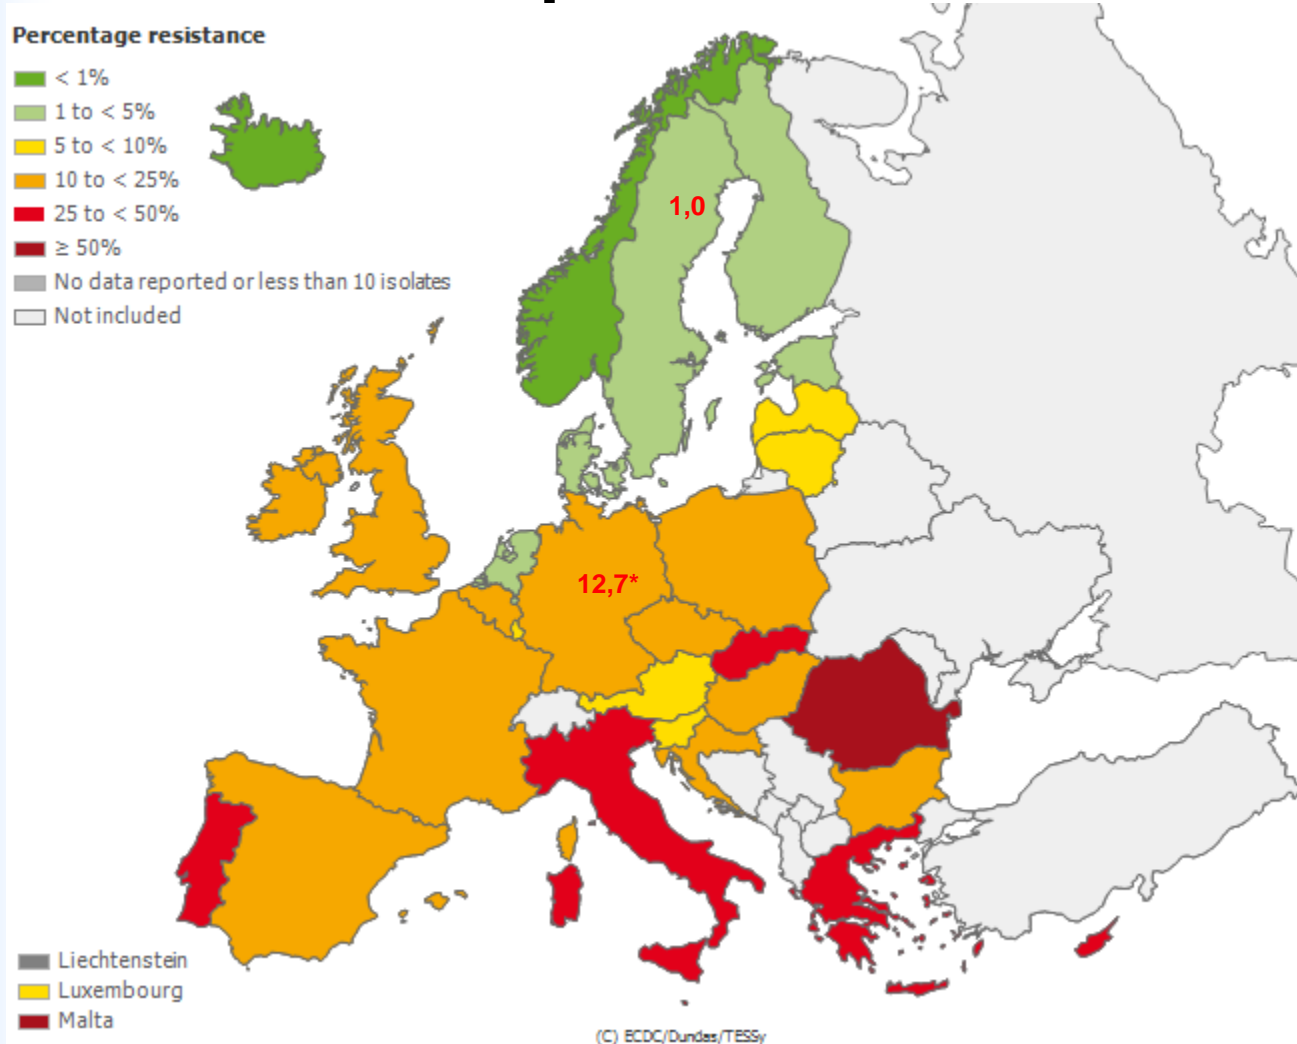 Percentage resistance
< 1%
1 to < 5%
5 to < 10%
10 to < 25%
25 to < 50%
≥ 50%
No data reported or less than 10 isolates
Not included
1,0
12,7*
Liechtenstein
Luxembourg
Malta
(C) ECDC/Dundas/TESSy